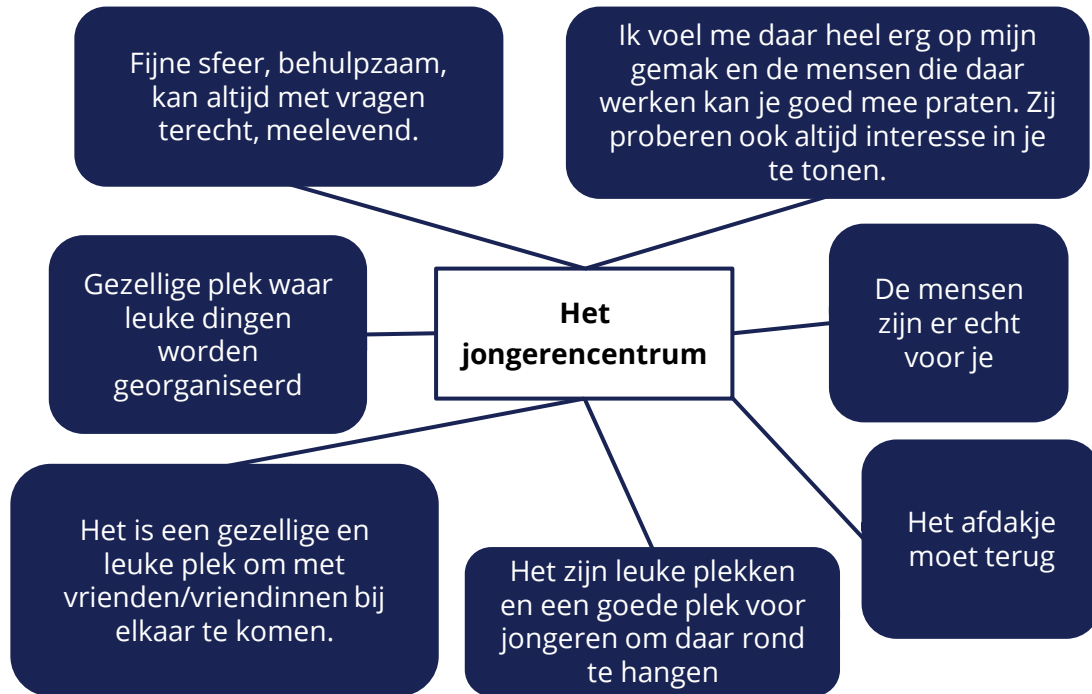 Fijne sfeer, behulpzaam,
kan altijd met vragen
terecht, meelevend.
Ik voel me daar heel erg op mijn
gemak en de mensen die daar
werken kan je goed mee praten. Zij
proberen ook altijd interesse in je
te tonen.
Gezellige plek waar
leuke dingen
worden
georganiseerd
Het
jongerencentrum
De mensen
zijn er echt
voor je
Het is een gezellige en
leuke plek om met
vrienden/vriendinnen bij
elkaar te komen.
Het zijn leuke plekken
en een goede plek voor
jongeren om daar rond
te hangen
Het afdakje
moet terug